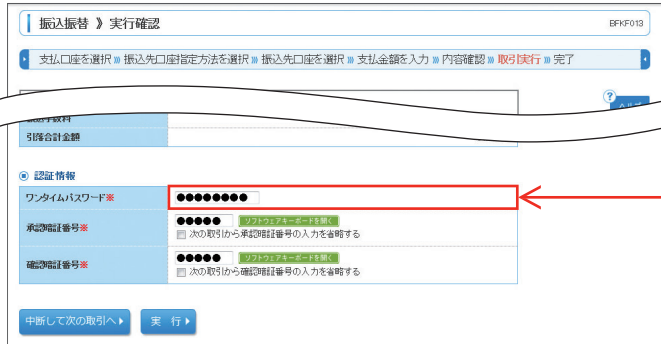 振込振替 》 実行確認
BFKF013
支払口座を選択 》 振込先口座指定方法を選択 》 振込先口座を選択 》 支払金額を入力 》 内容確認 》 取引実行 》 完了
?
引落合計金額
認証情報
ワンタイムパスワード※ ●●●●●●●●
承認暗証番号※ ●●●●● ソフトウェアキーボードを開く
次の取引から承認暗証番号の入力を省略する
確認暗証番号※ ●●●●● ソフトウェアキーボードを開く
次の取引から確認暗証番号の入力を省略する
中断して次の取引へ
実 行